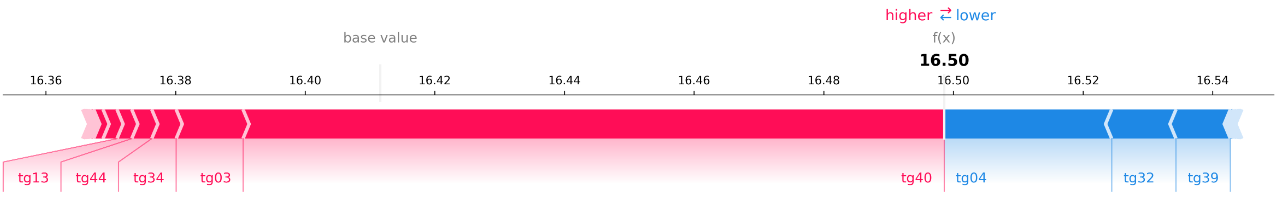 higher ⇄ lower
base value f(x)
16.50
16.36 16.38 16.40 16.42 16.44 16.46 16.48 16.50 16.52 16.54
tg13 tg44 tg34 tg03 tg40 tg04 tg32 tg39